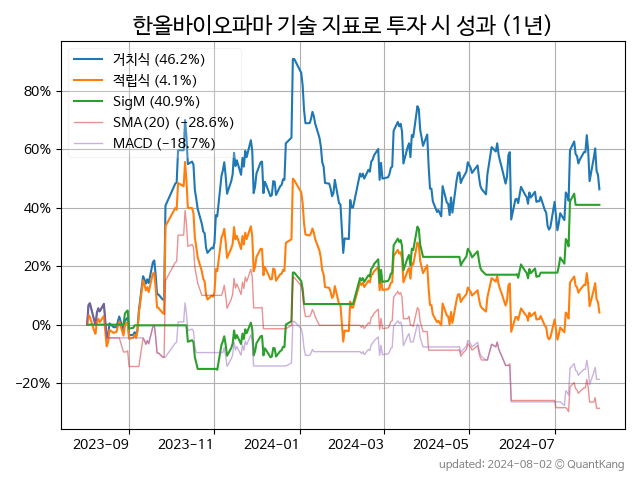 한올바이오파마 기술 지표로 투자 시 성과 (1년)
거치식 (46.2%)
적립식 (4.1%)
SigM (40.9%)
SMA(20) (−28.6%)
MACD (−18.7%)
80%
60%
40%
20%
0%
−20%
2023-09 2023-11 2024-01 2024-03 2024-05 2024-07
updated: 2024-08-02 ⓒ QuantKang